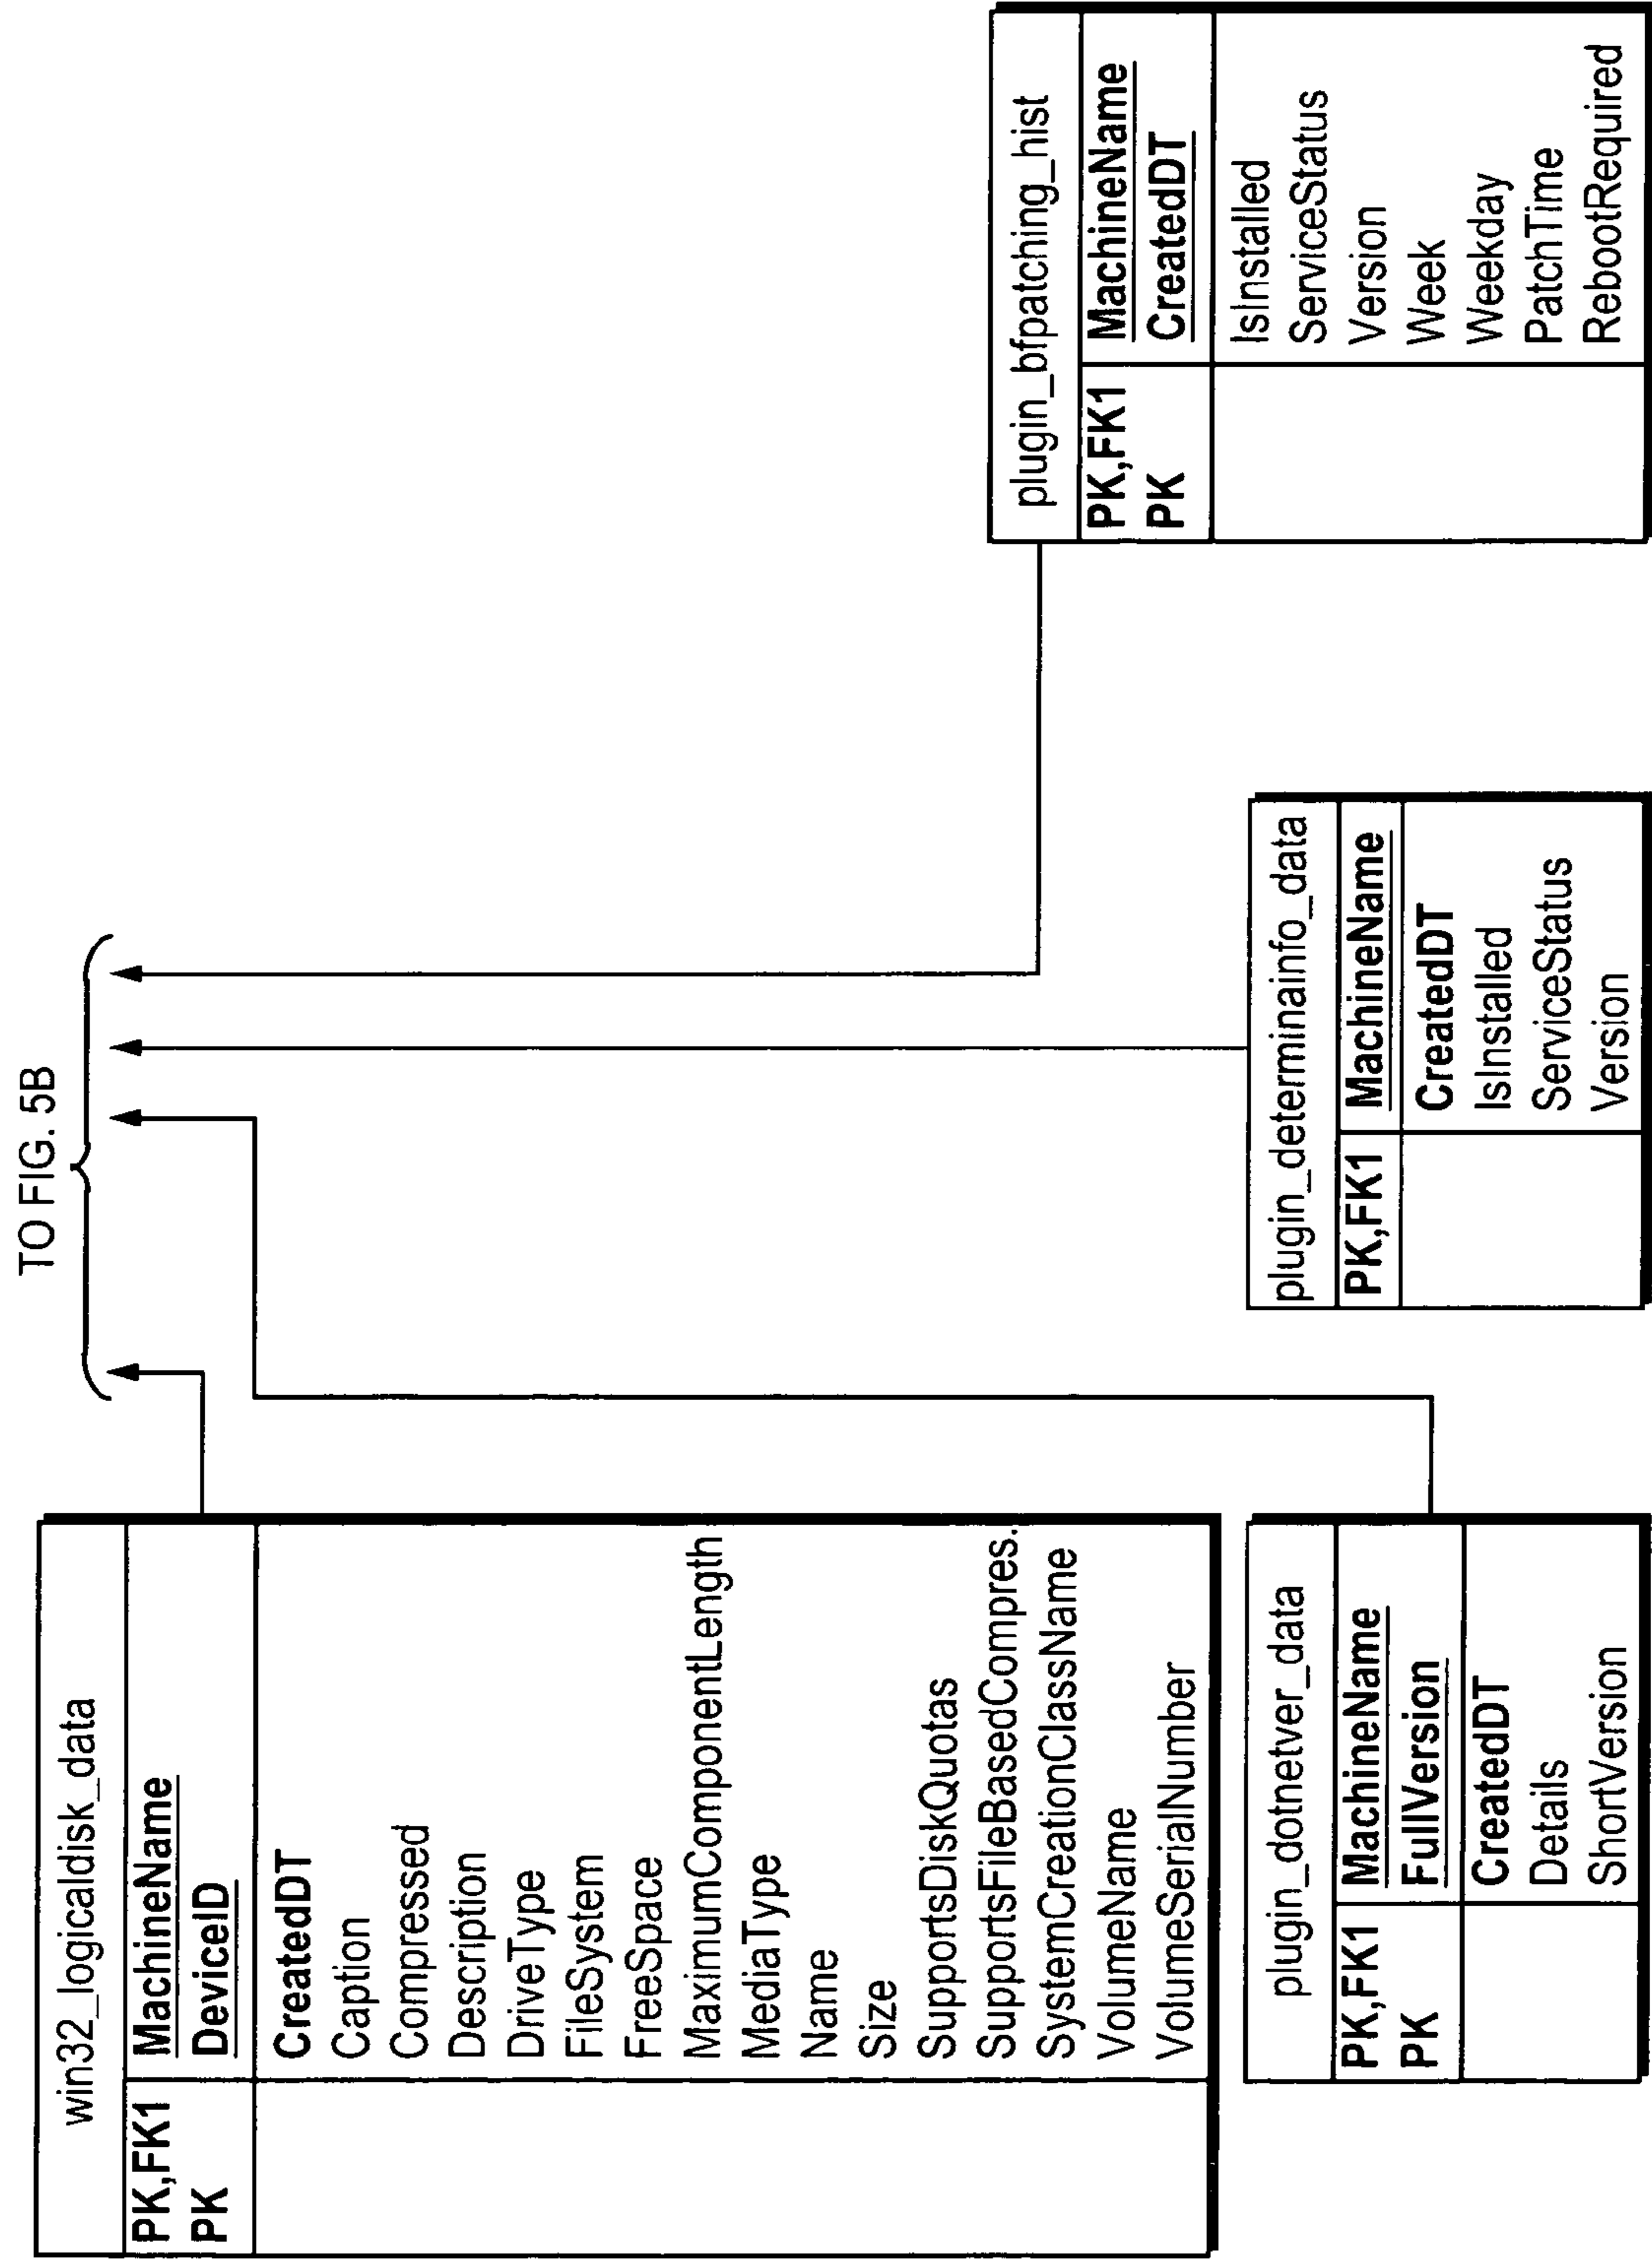 TO FIG. 5B
win32_logicaldisk_data
PK,FK1 MachineName
PK DeviceID
CreatedDT
Caption
Compressed
Description
DriveType
FileSystem
FreeSpace
MaximumComponentLength
MediaType
Name
Size
SupportsDiskQuotas
SupportsFileBasedCompres.
SystemCreationClassName
VolumeName
VolumeSerialNumber
plugin_dotnetver_data
PK,FK1 MachineName
PK FullVersion
CreatedDT
Details
ShortVersion
plugin_determinainfo_data
PK,FK1 MachineName
CreatedDT
IsInstalled
ServiceStatus
Version
plugin_bfpatching_hist
PK,FK1 MachineName
PK CreatedDT
IsInstalled
ServiceStatus
Version
Week
Weekday
PatchTime
RebootRequired